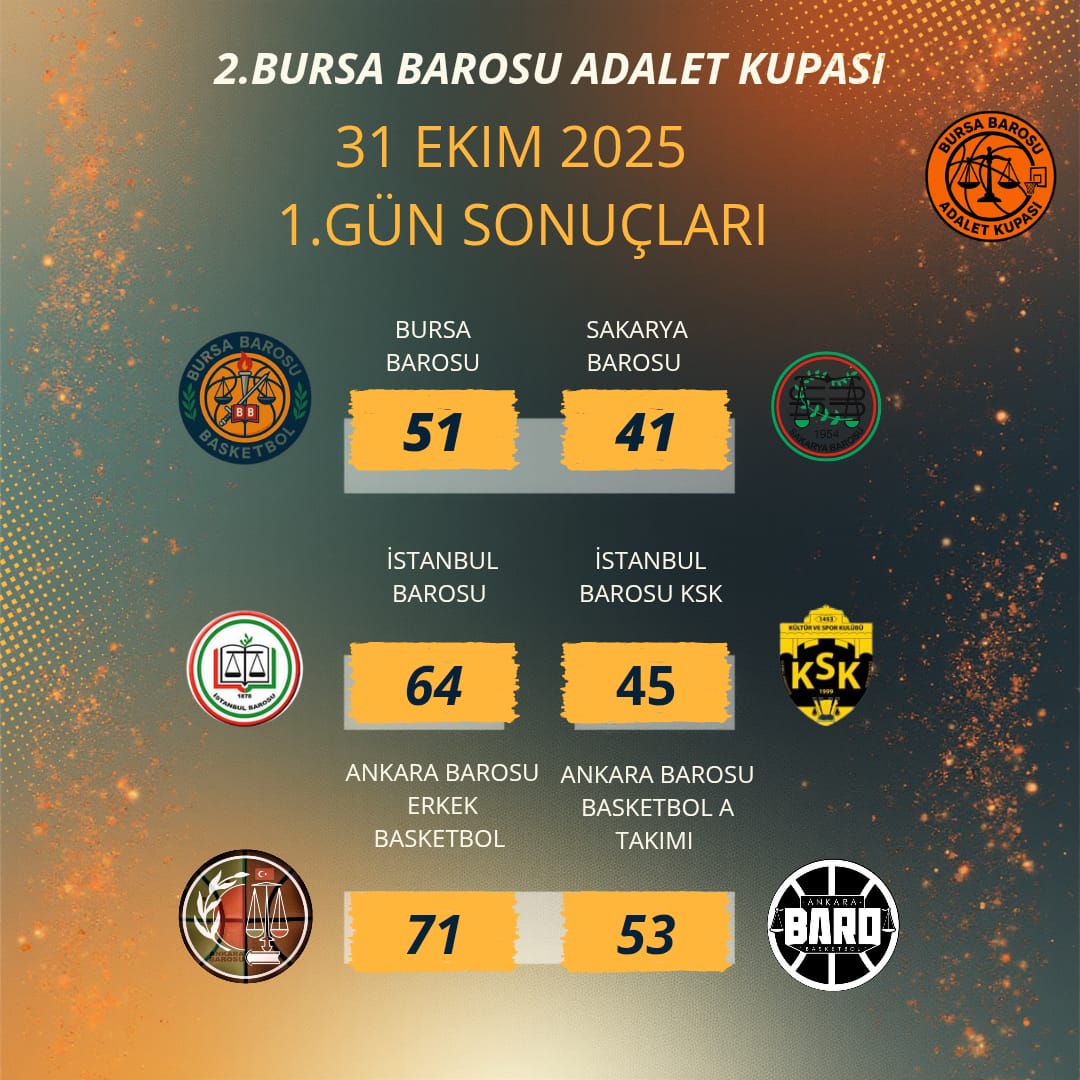 2.BURSA BAROSU ADALET KUPASI
31 EKIM 2025
1.GÜN SONUÇLARI
BURSA BAROSU
ADALET KUPASI
BURSA
BAROSU
SAKARYA
BAROSU
BURSA BAROSU
BB
BASKETBOL
51
41
1954
SAKARYA BAROSU
İSTANBUL
BAROSU
İSTANBUL
BAROSU KSK
1878
İSTANBUL BAROSU
64
45
1453
KÜLTÜR VE SPOR KULÜBÜ
KSK
1999
ANKARA BAROSU
ERKEK
BASKETBOL
ANKARA BAROSU
BASKETBOL A
TAKIMI
ANKARA
BAROSU
71
53
ANKARA
BARO
BASKETBOL